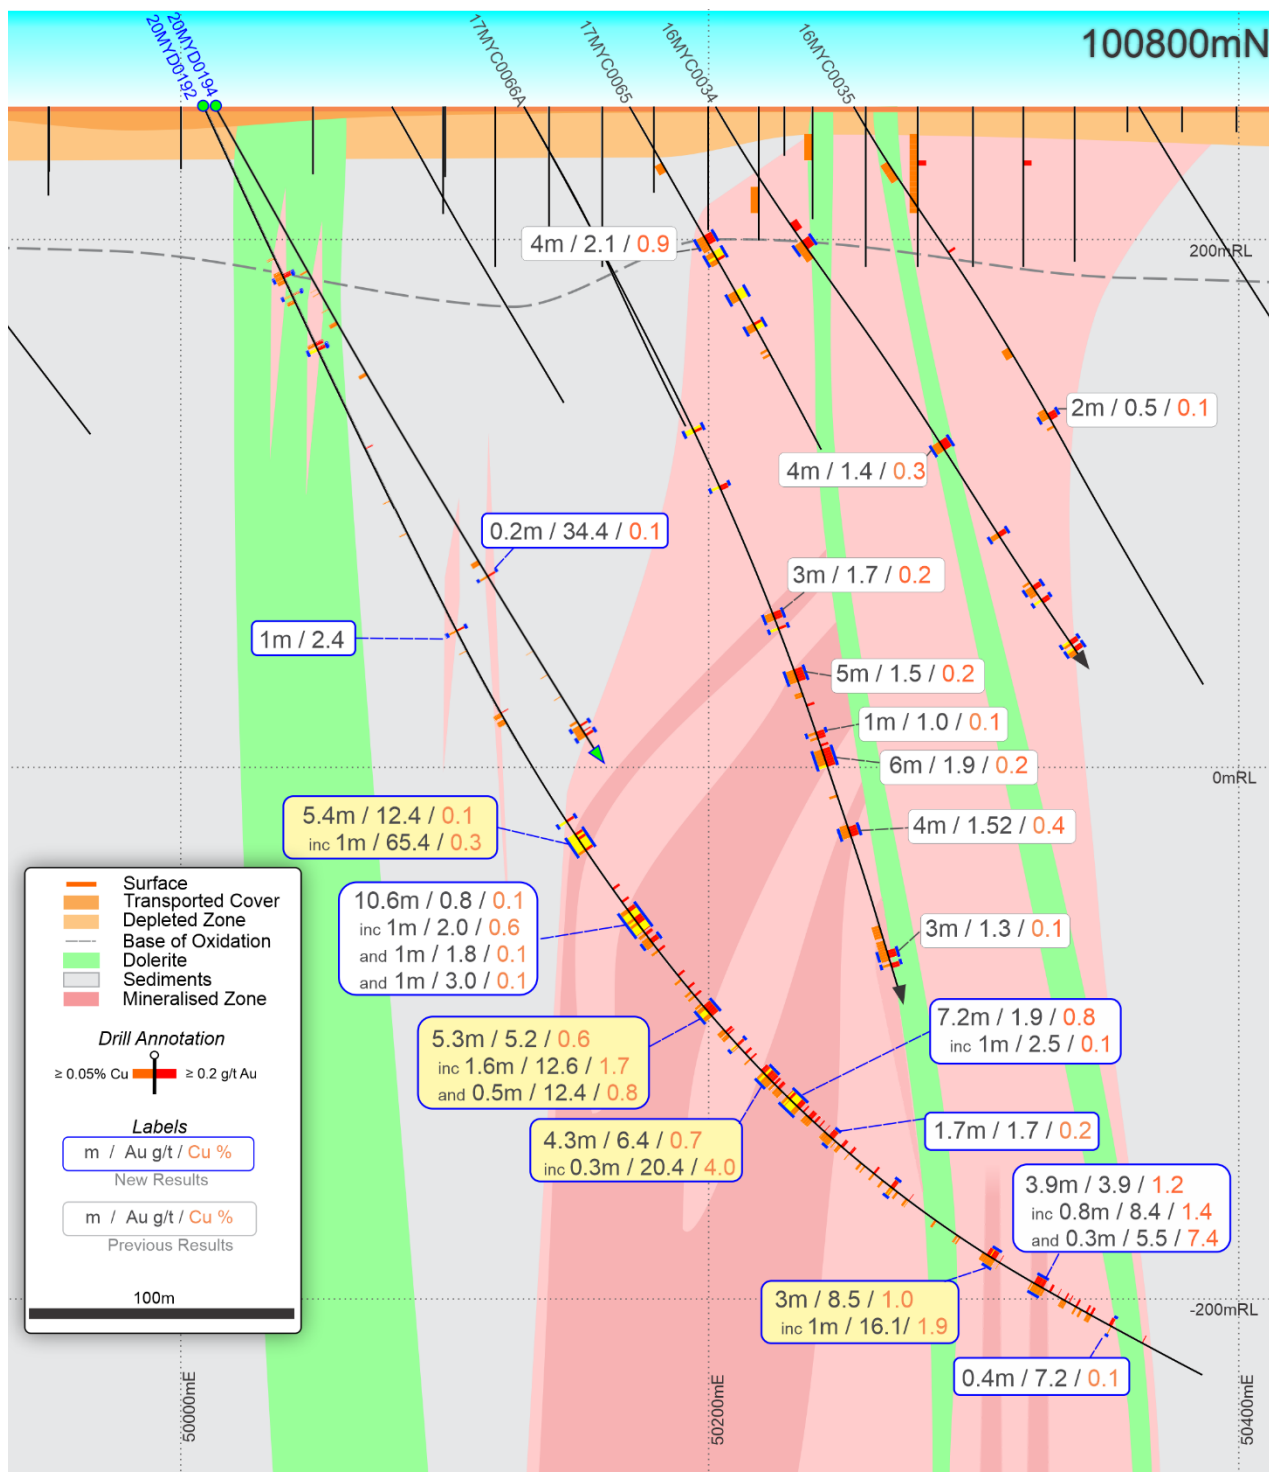 100800mN
20MYD0192
20MYD0194
17MYC0066A
17MYC0065
16MYC0034
16MYC0035
4m / 2.1 / 0.9
200mRL
2m / 0.5 / 0.1
4m / 1.4 / 0.3
0.2m / 34.4 / 0.1
3m / 1.7 / 0.2
1m / 2.4
5m / 1.5 / 0.2
1m / 1.0 / 0.1
6m / 1.9 / 0.2
0mRL
5.4m / 12.4 / 0.1
inc 1m / 65.4 / 0.3
4m / 1.52 / 0.4
10.6m / 0.8 / 0.1
inc 1m / 2.0 / 0.6
and 1m / 1.8 / 0.1
and 1m / 3.0 / 0.1
3m / 1.3 / 0.1
5.3m / 5.2 / 0.6
inc 1.6m / 12.6 / 1.7
and 0.5m / 12.4 / 0.8
7.2m / 1.9 / 0.8
inc 1m / 2.5 / 0.1
4.3m / 6.4 / 0.7
inc 0.3m / 20.4 / 4.0
1.7m / 1.7 / 0.2
3.9m / 3.9 / 1.2
inc 0.8m / 8.4 / 1.4
and 0.3m / 5.5 / 7.4
3m / 8.5 / 1.0
inc 1m / 16.1/ 1.9
-200mRL
0.4m / 7.2 / 0.1
Surface
Transported Cover
Depleted Zone
Base of Oxidation
Dolerite
Sediments
Mineralised Zone
Drill Annotation
≥ 0.05% Cu
≥ 0.2 g/t Au
Labels
m / Au g/t / Cu %
New Results
m / Au g/t / Cu %
Previous Results
100m
50000mE
50200mE
50400mE